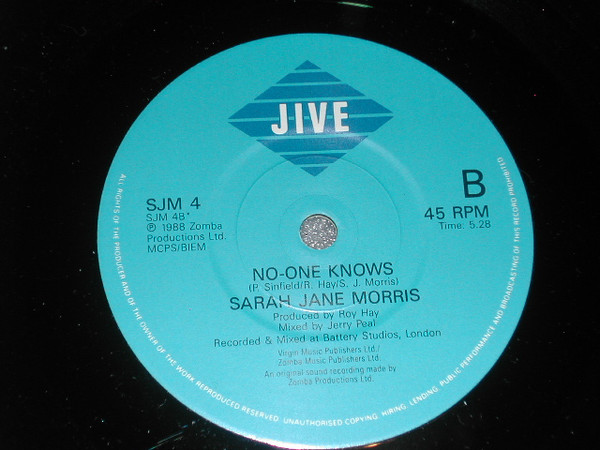 JIVE
SJM 4
SJM 4B*
℗ 1988 Zomba
Productions Ltd.
MCPS/BIEM
B
45 RPM
Time: 5.28
NO-ONE KNOWS
(P. Sinfield/R. Hay/S. J. Morris)
SARAH JANE MORRIS
Produced by Roy Hay
Mixed by Jerry Peal
Recorded & Mixed at Battery Studios, London
Virgin Music Publishers Ltd./
Zomba Music Publishers Ltd.
An original sound recording made by
Zomba Productions Ltd.
ALL RIGHTS OF THE PRODUCER AND OF THE OWNER OF THE WORK REPRODUCED RESERVED. UNAUTHORISED COPYING, HIRING, LENDING, PUBLIC PERFORMANCE AND BROADCASTING OF THIS RECORD PROHIBITED